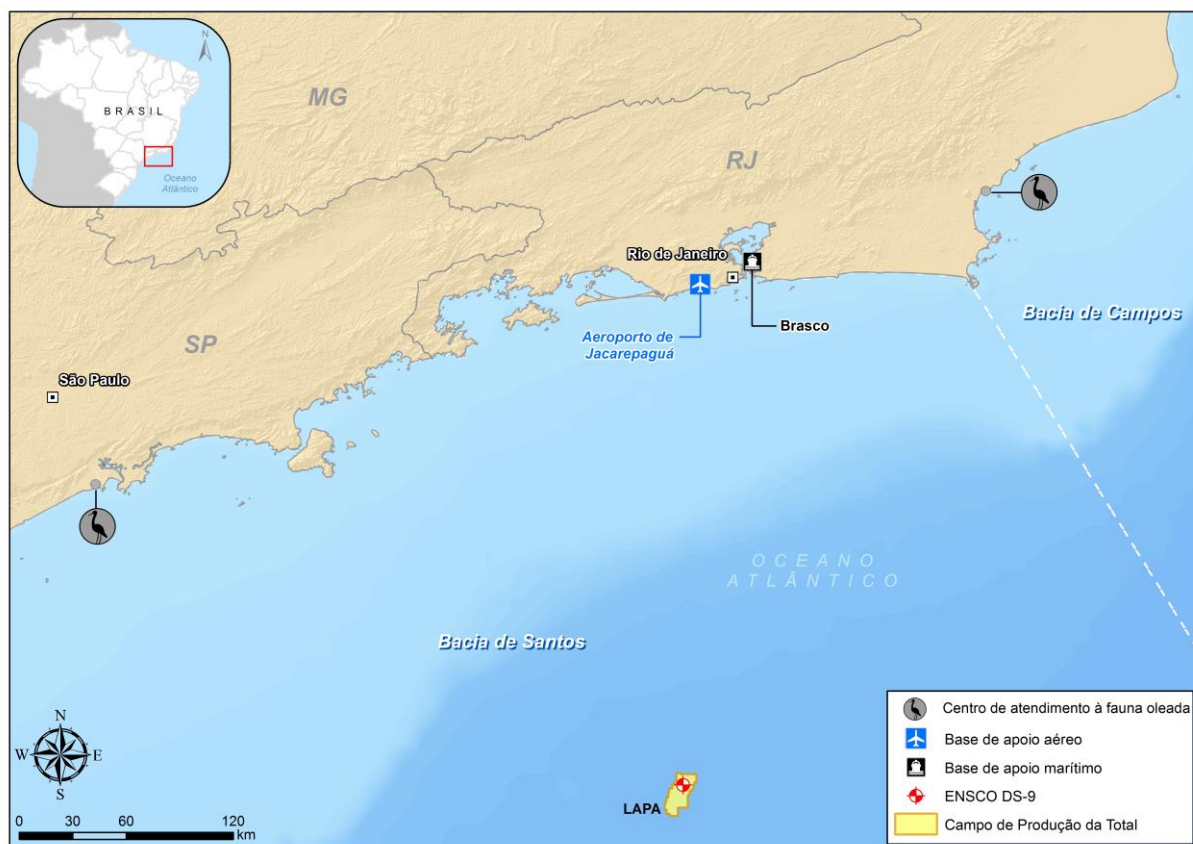 N
BRASIL
Oceano
Atlântico
MG
RJ
SP
Rio de Janeiro
Brasco
Aeroporto de
Jacarepaguá
Bacia de Campos
São Paulo
OCEANO
ATLÂNTICO
Bacia de Santos
LAPA
N
W
E
S
0
30
60
120
km
Centro de atendimento à fauna oleada
Base de apoio aéreo
Base de apoio marítimo
ENSCO DS-9
Campo de Produção da Total